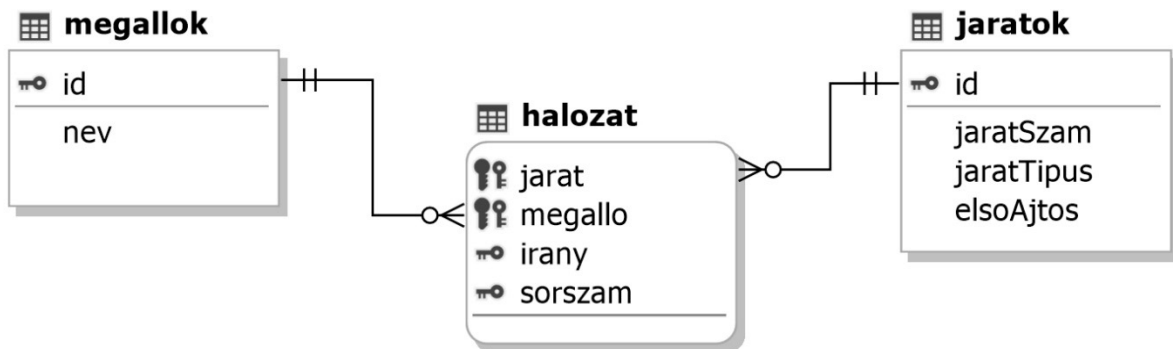 megallok
id
nev
halozat
jarat
megallo
irany
sorszam
jaratok
id
jaratSzam
jaratTipus
elsoAjtos